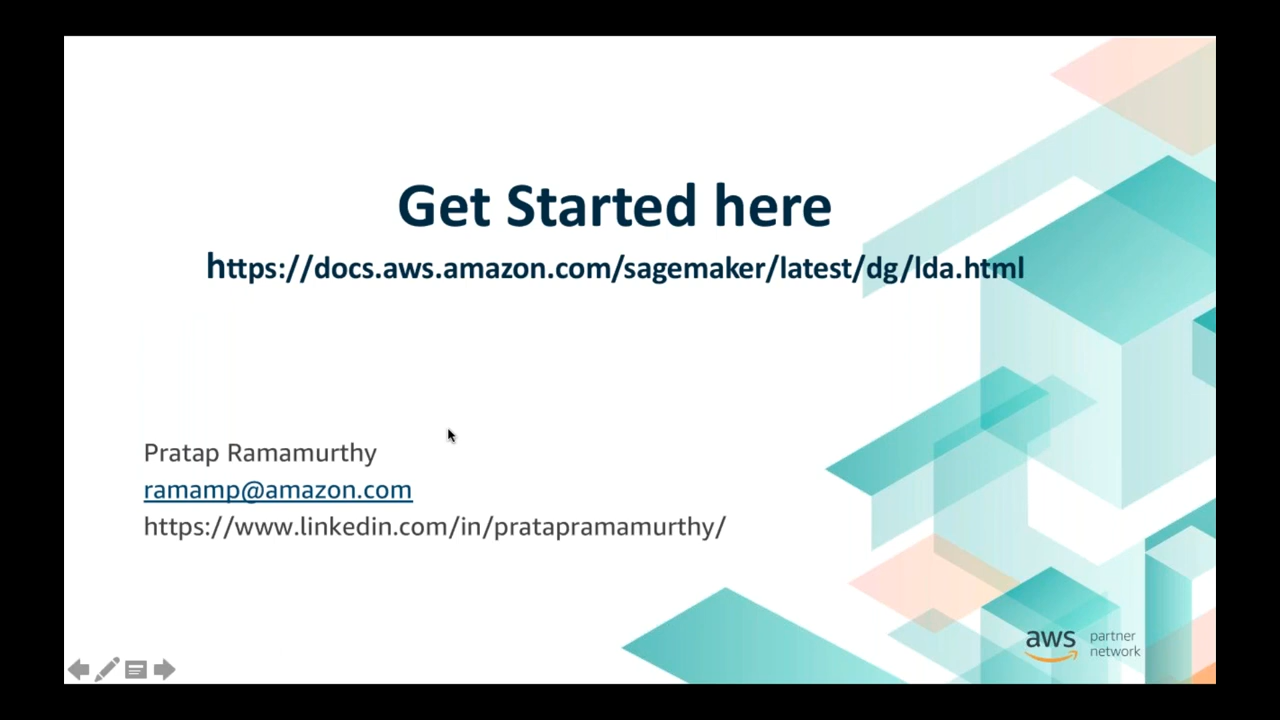 Get Started here
https://docs.aws.amazon.com/sagemaker/latest/dg/lda.html
Pratap Ramamurthy
ramamp@amazon.com
https://www.linkedin.com/in/pratapramamurthy/
aws partner
network